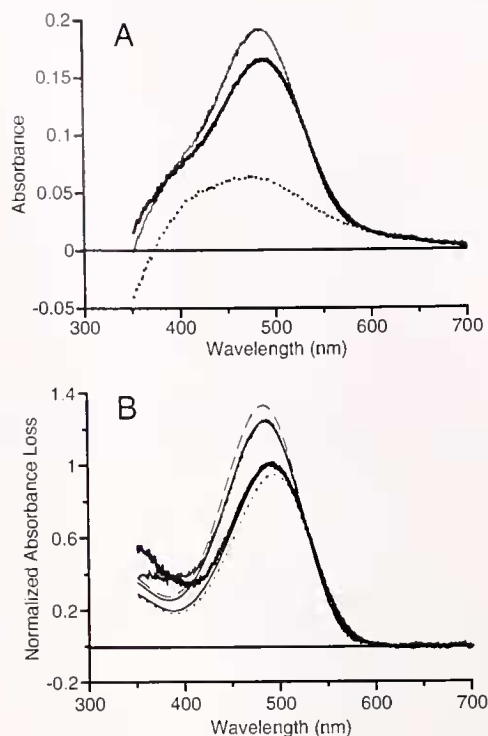 A
0.2
0.15
0.1
0.05
0
-0.05
Absorbance
300 400 500 600 700
Wavelength (nm)
B
1.4
1
0.6
0.2
-0.2
Normalized Absorbance Loss
300 400 500 600 700
Wavelength (nm)